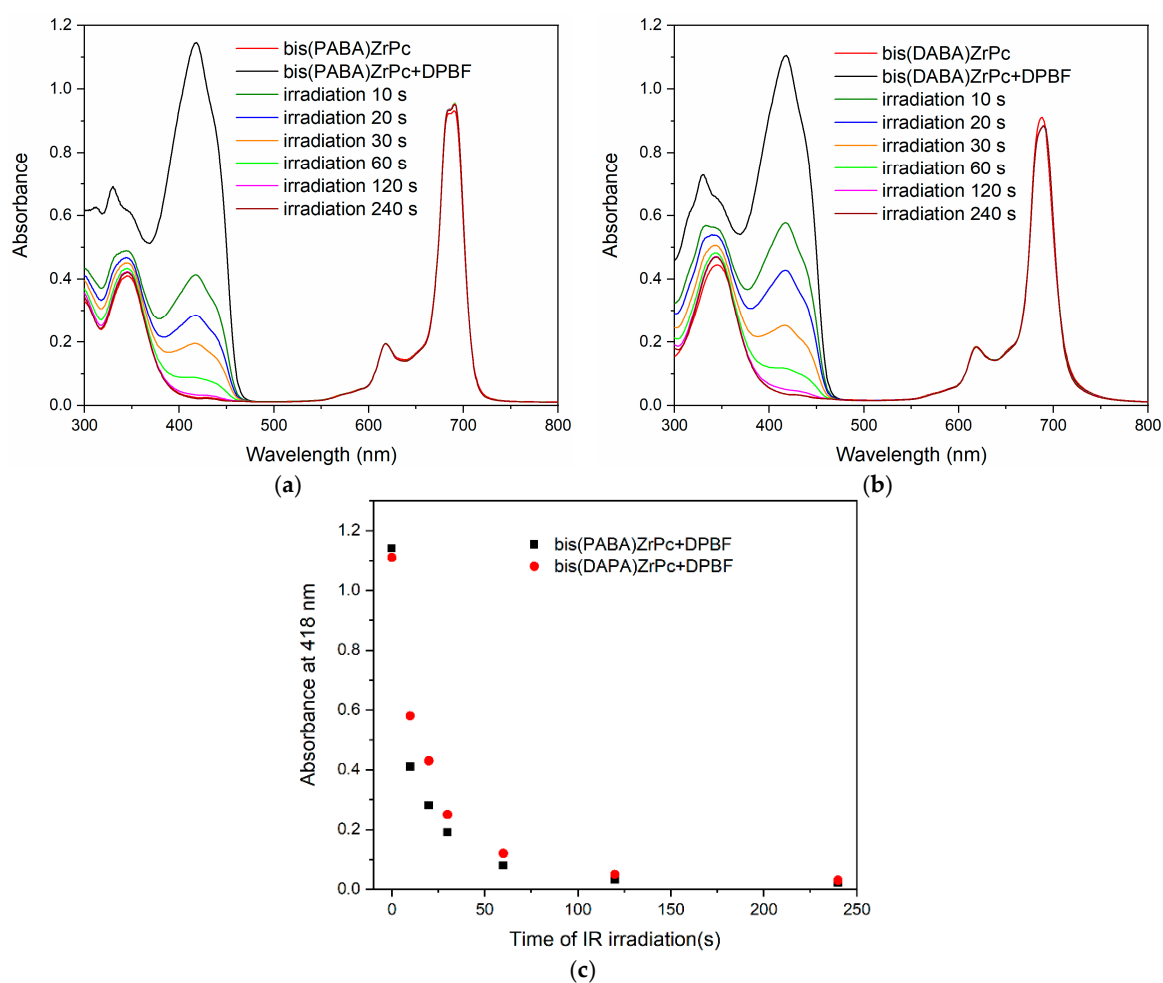 1.2
1.0
0.8
0.6
0.4
0.2
0.0
Absorbance
bis(PABA)ZrPc
bis(PABA)ZrPc+DPBF
irradiation 10 s
irradiation 20 s
irradiation 30 s
irradiation 60 s
irradiation 120 s
irradiation 240 s
300 400 500 600 700 800
Wavelength (nm)
(a)
1.2
1.0
0.8
0.6
0.4
0.2
0.0
Absorbance
bis(DABA)ZrPc
bis(DABA)ZrPc+DPBF
irradiation 10 s
irradiation 20 s
irradiation 30 s
irradiation 60 s
irradiation 120 s
irradiation 240 s
300 400 500 600 700 800
Wavelength (nm)
(b)
1.2
1.0
0.8
0.6
0.4
0.2
0.0
Absorbance at 418 nm
bis(PABA)ZrPc+DPBF
bis(DAPA)ZrPc+DPBF
0 50 100 150 200 250
Time of IR irradiation(s)
(c)